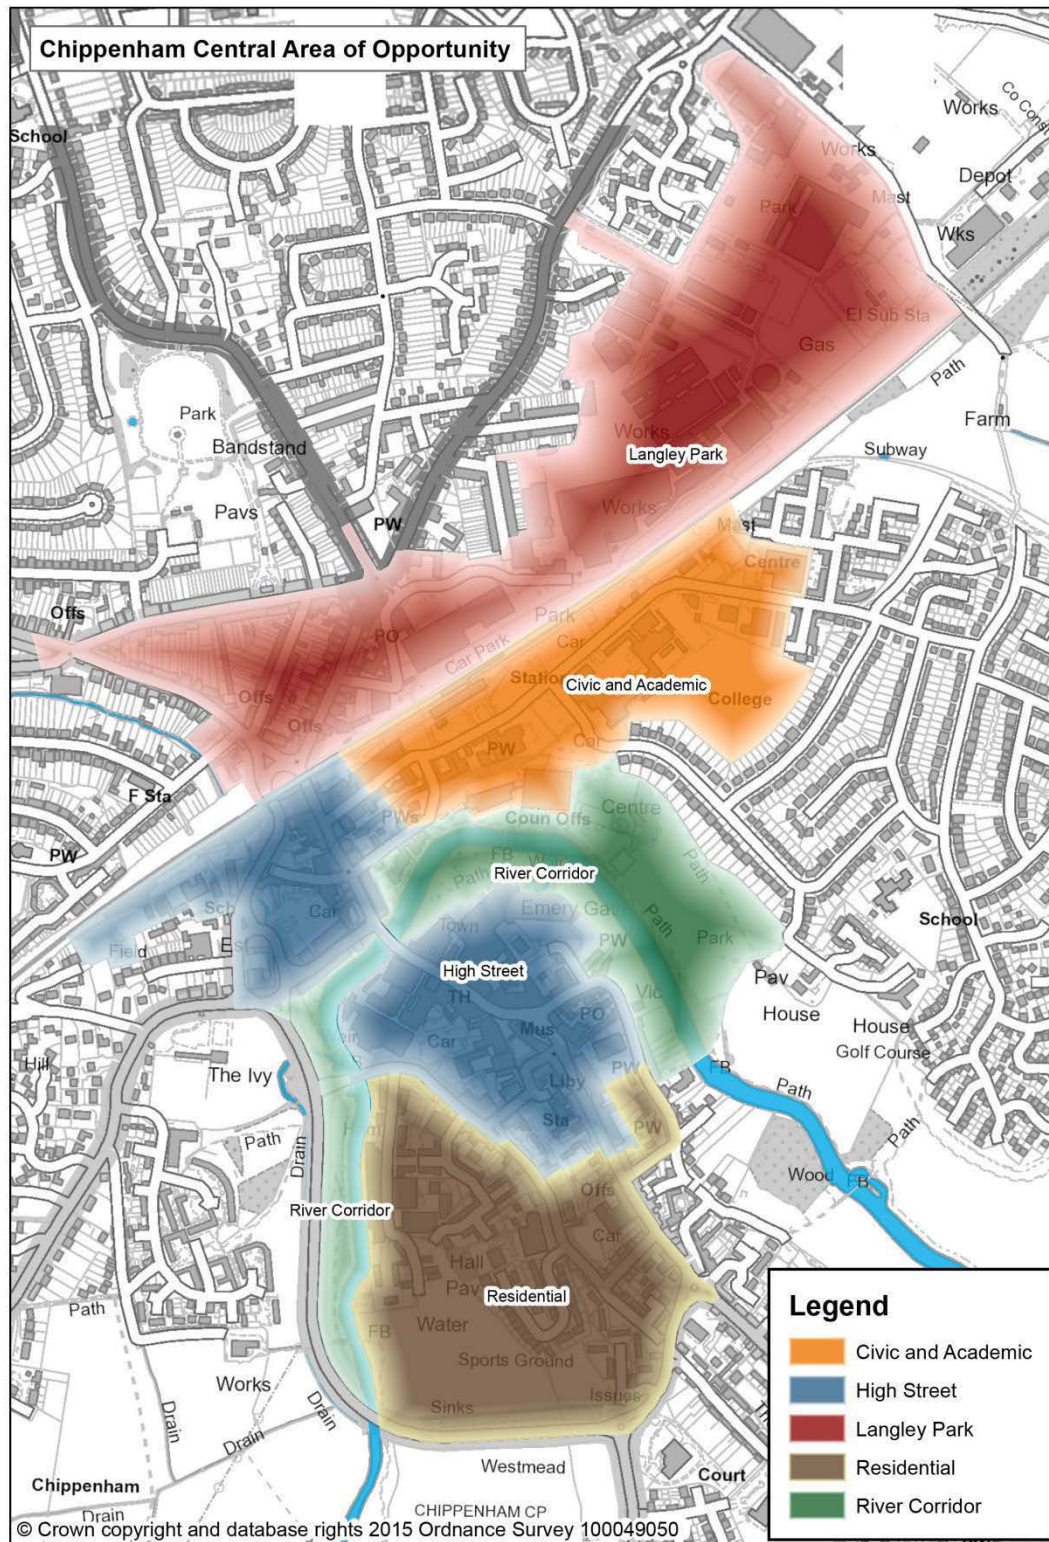 Chippenham Central Area of Opportunity
School
Works
Co Const
Works
Depot
Park
Mast
Wks
El Sub Sta
Gas
Path
Park
Bandstand
Farm
Works
Langley Park
Subway
Pavs
PW
Works
Mast
Centre
Offs
PO
Park
Car Park
Car
Station
Civic and Academic
College
Offs
Offs
PW
Car
F Sta
PWs
Coun Offs
Centre
PW
FB
Path
River Corridor
Path
Car
Emery Gate
School
Field
Town
PW
Path
Park
High Street
Pav
TH
Vic
House
Mus
PO
House
Car
Golf Course
Hill
The Ivy
PW
FB
Path
Liby
Path
Drain
Sta
PW
Path
Wood
FB
River Corridor
Offs
Car
Hall
Pav
Residential
Path
Water
FB
Sports Ground
Works
Issues
Drain
Drain
Sinks
Drain
Westmead
Court
Chippenham
Drain
CHIPPENHAM CP
© Crown copyright and database rights 2015 Ordnance Survey 100049050
Legend
Civic and Academic
High Street
Langley Park
Residential
River Corridor